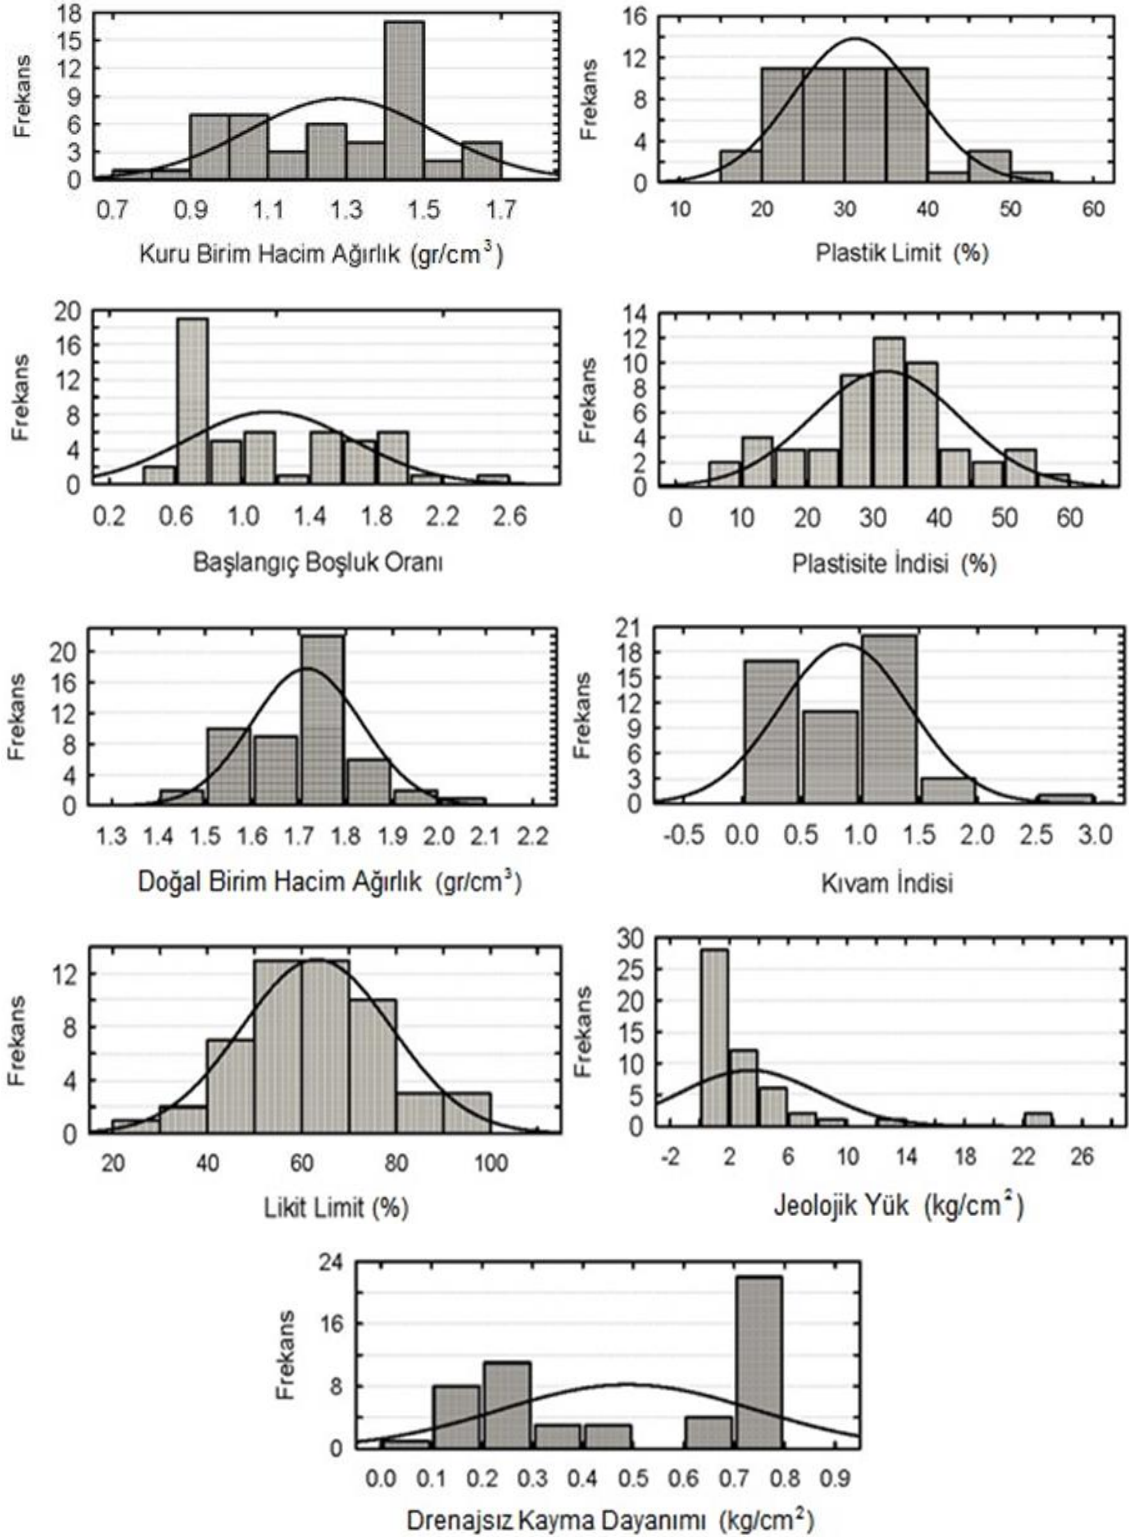 Frekans
18
15
12
9
6
3
0
0.7 0.9 1.1 1.3 1.5 1.7
Kuru Birim Hacim Ağırlık (gr/cm³)
Frekans
16
12
8
4
0
10 20 30 40 50 60
Plastik Limit (%)
Frekans
20
16
12
8
4
0
0.2 0.6 1.0 1.4 1.8 2.2 2.6
Başlangıç Boşluk Oranı
Frekans
14
12
10
8
6
4
2
0
0 10 20 30 40 50 60
Plastisite İndisi (%)
Frekans
20
16
12
8
4
0
1.3 1.4 1.5 1.6 1.7 1.8 1.9 2.0 2.1 2.2
Doğal Birim Hacim Ağırlık (gr/cm³)
Frekans
21
18
15
12
9
6
3
0
-0.5 0.0 0.5 1.0 1.5 2.0 2.5 3.0
Kıvam İndisi
Frekans
12
8
4
0
20 40 60 80 100
Likit Limit (%)
Frekans
30
25
20
15
10
5
0
-2 2 6 10 14 18 22 26
Jeolojik Yük (kg/cm²)
Frekans
24
16
8
0
0.0 0.1 0.2 0.3 0.4 0.5 0.6 0.7 0.8 0.9
Drenajsız Kayma Dayanımı (kg/cm²)